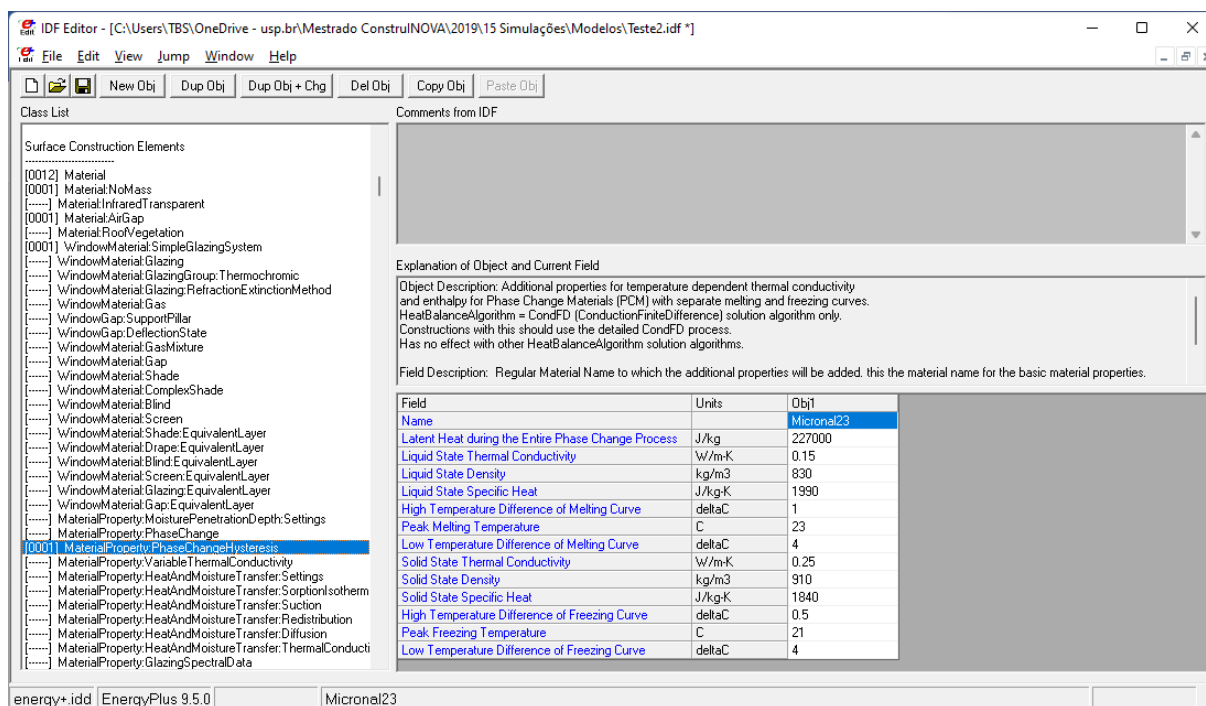 IDF Editor - [C:\Users\TBS\OneDrive - usp.br\Mestrado ConstruINOVA\2019\15 Simulações\Modelos\Teste2.idf *]
File Edit View Jump Window Help
New Obj Dup Obj Dup Obj + Chg Del Obj Copy Obj Paste Obj
Class List
Surface Construction Elements
--------------------------
[0012] Material
[0001] Material:NoMass
[------] Material:InfraredTransparent
[0001] Material:AirGap
[------] Material:RoofVegetation
[0001] WindowMaterial:SimpleGlazingSystem
[------] WindowMaterial:Glazing
[------] WindowMaterial:GlazingGroup:Thermochromic
[------] WindowMaterial:Glazing:RefractionExtinctionMethod
[------] WindowMaterial:Gas
[------] WindowGap:SupportPillar
[------] WindowGap:DeflectionState
[------] WindowMaterial:GasMixture
[------] WindowMaterial:Gap
[------] WindowMaterial:Shade
[------] WindowMaterial:ComplexShade
[------] WindowMaterial:Blind
[------] WindowMaterial:Screen
[------] WindowMaterial:Shade:EquivalentLayer
[------] WindowMaterial:Drape:EquivalentLayer
[------] WindowMaterial:Blind:EquivalentLayer
[------] WindowMaterial:Screen:EquivalentLayer
[------] WindowMaterial:Glazing:EquivalentLayer
[------] WindowMaterial:Gap:EquivalentLayer
[------] MaterialProperty:MoisturePenetrationDepth:Settings
[------] MaterialProperty:PhaseChange
[0001] MaterialProperty:PhaseChangeHysteresis
[------] MaterialProperty:VariableThermalConductivity
[------] MaterialProperty:HeatAndMoistureTransfer:Settings
[------] MaterialProperty:HeatAndMoistureTransfer:SorptionIsotherm
[------] MaterialProperty:HeatAndMoistureTransfer:Suction
[------] MaterialProperty:HeatAndMoistureTransfer:Redistribution
[------] MaterialProperty:HeatAndMoistureTransfer:Diffusion
[------] MaterialProperty:HeatAndMoistureTransfer:ThermalConducti
[------] MaterialProperty:GlazingSpectralData
Comments from IDF
Explanation of Object and Current Field
Object Description: Additional properties for temperature dependent thermal conductivity
and enthalpy for Phase Change Materials (PCM) with separate melting and freezing curves.
HeatBalanceAlgorithm = CondFD (ConductionFiniteDifference) solution algorithm only.
Constructions with this should use the detailed CondFD process.
Has no effect with other HeatBalanceAlgorithm solution algorithms.
Field Description: Regular Material Name to which the additional properties will be added. this the material name for the basic material properties.
Field Units Obj1
Name Micronal23
Latent Heat during the Entire Phase Change Process J/kg 227000
Liquid State Thermal Conductivity W/m-K 0.15
Liquid State Density kg/m3 830
Liquid State Specific Heat J/kg-K 1990
High Temperature Difference of Melting Curve deltaC 1
Peak Melting Temperature C 23
Low Temperature Difference of Melting Curve deltaC 4
Solid State Thermal Conductivity W/m-K 0.25
Solid State Density kg/m3 910
Solid State Specific Heat J/kg-K 1840
High Temperature Difference of Freezing Curve deltaC 0.5
Peak Freezing Temperature C 21
Low Temperature Difference of Freezing Curve deltaC 4
energy+.idd EnergyPlus 9.5.0 Micronal23